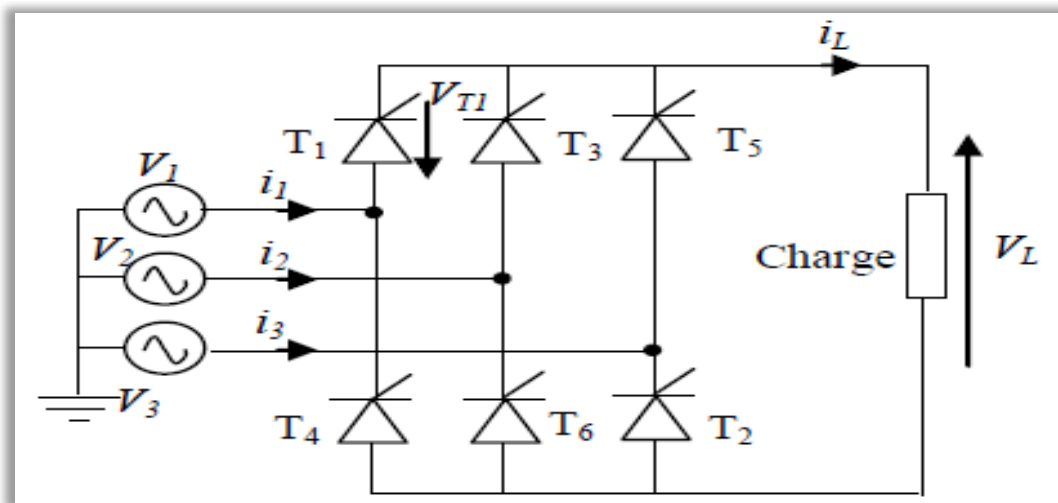 i_L
V_T1
T_1
T_3
T_5
V_1
i_1
V_2
i_2
Charge
V_L
i_3
V_3
T_4
T_6
T_2